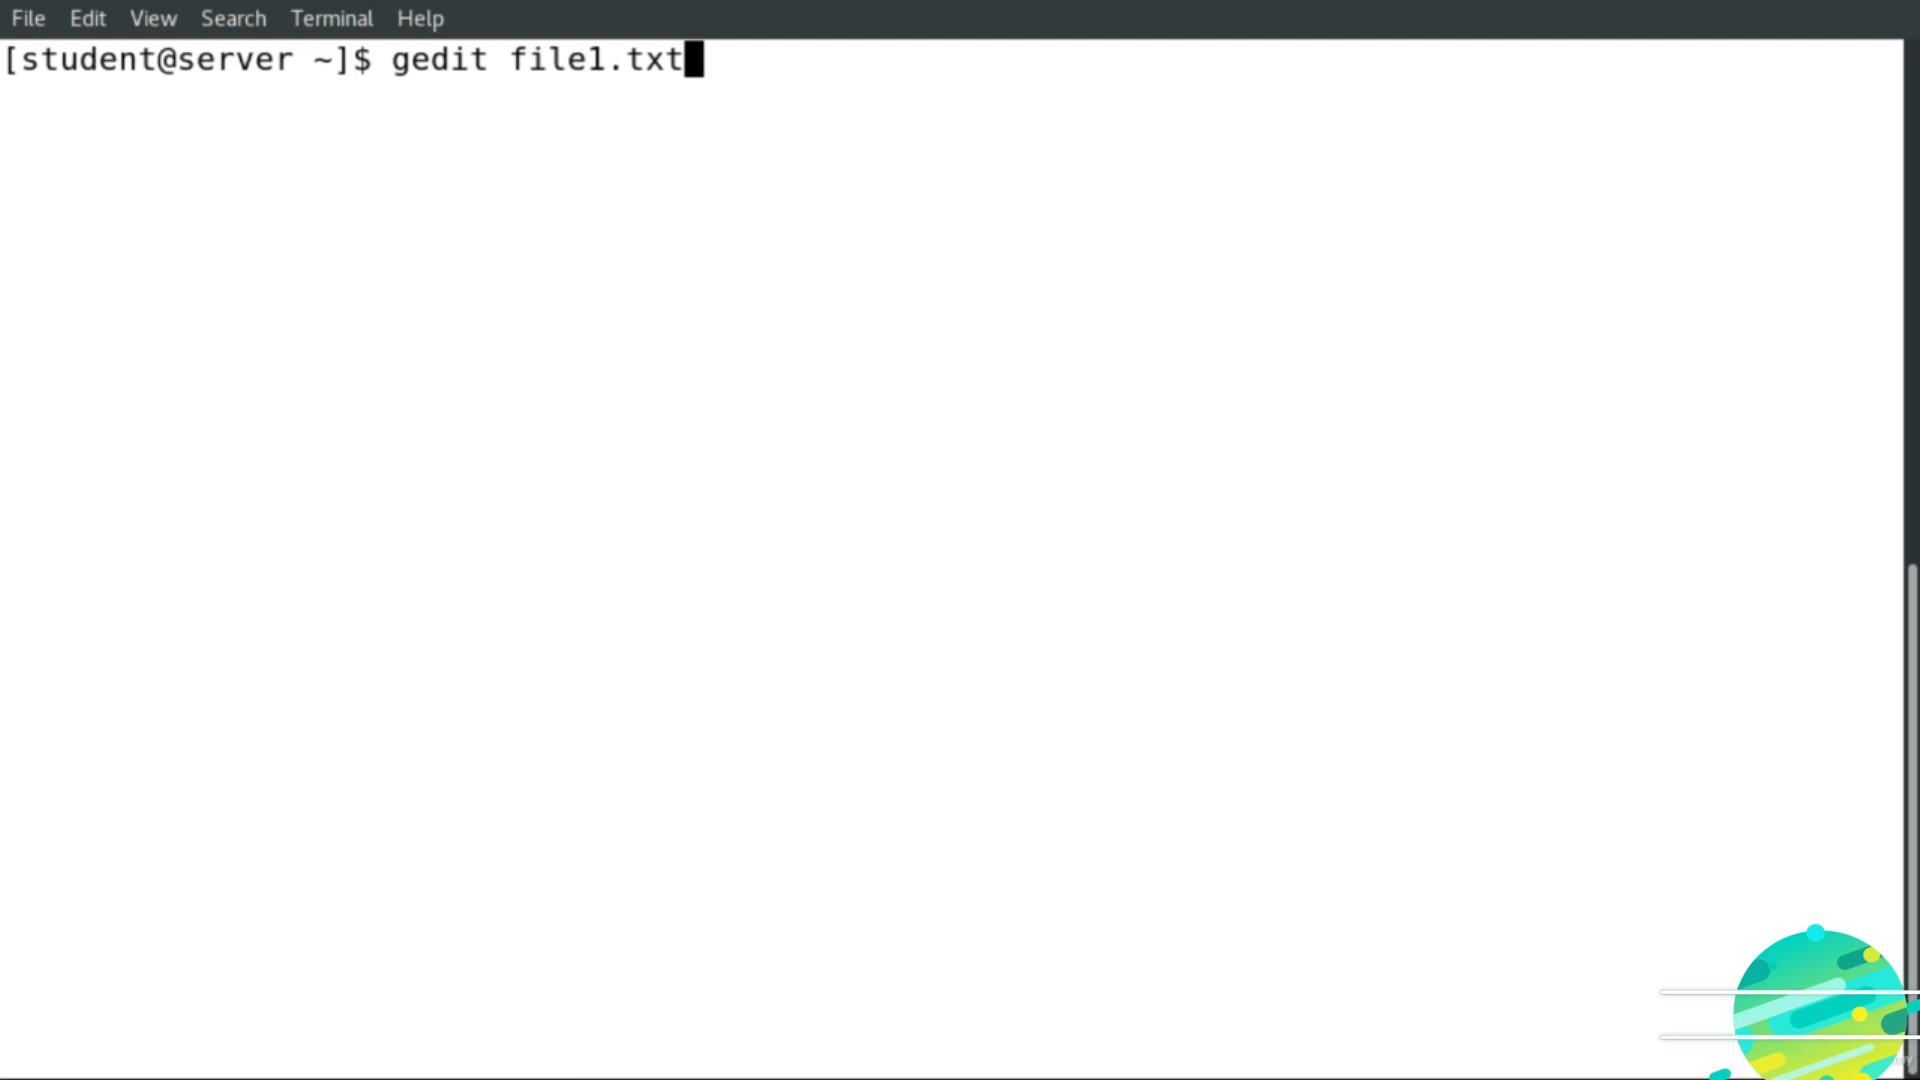 File Edit View Search Terminal Help
[student@server ~]$ gedit file1.txt